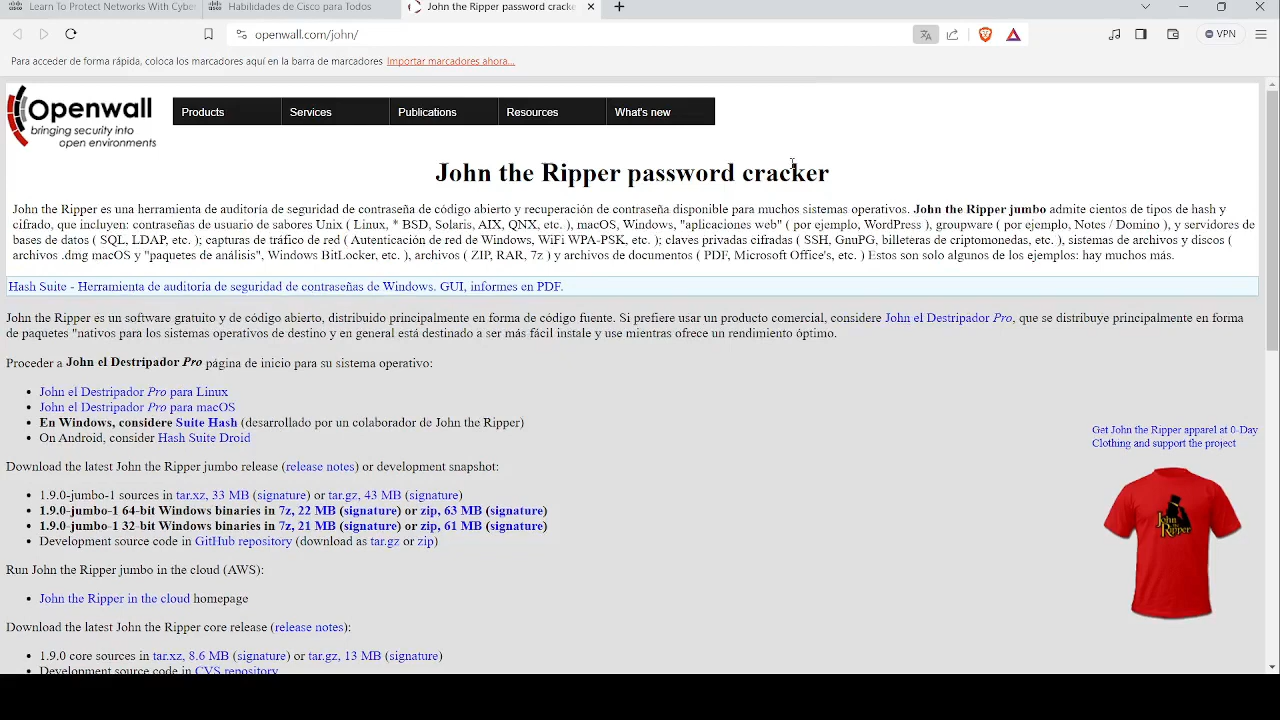 Learn To Protect Networks With Cyber
Habilidades de Cisco para Todos
John the Ripper password cracke
openwall.com/john/
VPN
Para acceder de forma rápida, coloca los marcadores aquí en la barra de marcadores Importar marcadores ahora...
Openwall
bringing security into
open environments
Products
Services
Publications
Resources
What's new
John the Ripper password cracker
John the Ripper es una herramienta de auditoría de seguridad de contraseña de código abierto y recuperación de contraseña disponible para muchos sistemas operativos. John the Ripper jumbo admite cientos de tipos de hash y
cifrado, que incluyen: contraseñas de usuario de sabores Unix ( Linux, * BSD, Solaris, AIX, QNX, etc. ), macOS, Windows, "aplicaciones web" ( por ejemplo, WordPress ), groupware ( por ejemplo, Notes / Domino ), y servidores de
bases de datos ( SQL, LDAP, etc. ); capturas de tráfico de red ( Autenticación de red de Windows, WiFi WPA-PSK, etc. ); claves privadas cifradas ( SSH, GnuPG, billeteras de criptomonedas, etc. ), sistemas de archivos y discos (
archivos .dmg macOS y "paquetes de análisis", Windows BitLocker, etc. ), archivos ( ZIP, RAR, 7z ) y archivos de documentos ( PDF, Microsoft Office's, etc. ) Estos son solo algunos de los ejemplos: hay muchos más.
Hash Suite - Herramienta de auditoría de seguridad de contraseñas de Windows. GUI, informes en PDF.
John the Ripper es un software gratuito y de código abierto, distribuido principalmente en forma de código fuente. Si prefiere usar un producto comercial, considere John el Destripador Pro, que se distribuye principalmente en forma
de paquetes "nativos para los sistemas operativos de destino y en general está destinado a ser más fácil instale y use mientras ofrece un rendimiento óptimo.
Proceder a John el Destripador Pro página de inicio para su sistema operativo:
John el Destripador Pro para Linux
John el Destripador Pro para macOS
En Windows, considere Suite Hash (desarrollado por un colaborador de John the Ripper)
On Android, consider Hash Suite Droid
Get John the Ripper apparel at 0-Day
Clothing and support the project
Download the latest John the Ripper jumbo release (release notes) or development snapshot:
1.9.0-jumbo-1 sources in tar.xz, 33 MB (signature) or tar.gz, 43 MB (signature)
1.9.0-jumbo-1 64-bit Windows binaries in 7z, 22 MB (signature) or zip, 63 MB (signature)
1.9.0-jumbo-1 32-bit Windows binaries in 7z, 21 MB (signature) or zip, 61 MB (signature)
Development source code in GitHub repository (download as tar.gz or zip)
John
the
Ripper
Run John the Ripper jumbo in the cloud (AWS):
John the Ripper in the cloud homepage
Download the latest John the Ripper core release (release notes):
1.9.0 core sources in tar.xz, 8.6 MB (signature) or tar.gz, 13 MB (signature)
Development source code in CVS repository